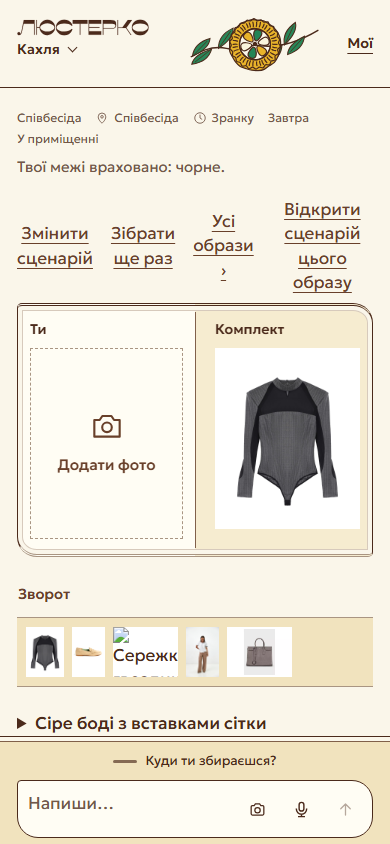 ЛЮСТЕРКО
Кахля
Мої
Співбесіда Співбесіда Зранку Завтра
У приміщенні
Твої межі враховано: чорне.
Змінити сценарій
Зібрати ще раз
Усі образи ›
Відкрити сценарій цього образу
Ти
Комплект
Додати фото
Зворот
Сережк
Сіре боді з вставками сітки
Куди ти збираєшся?
Напиши...